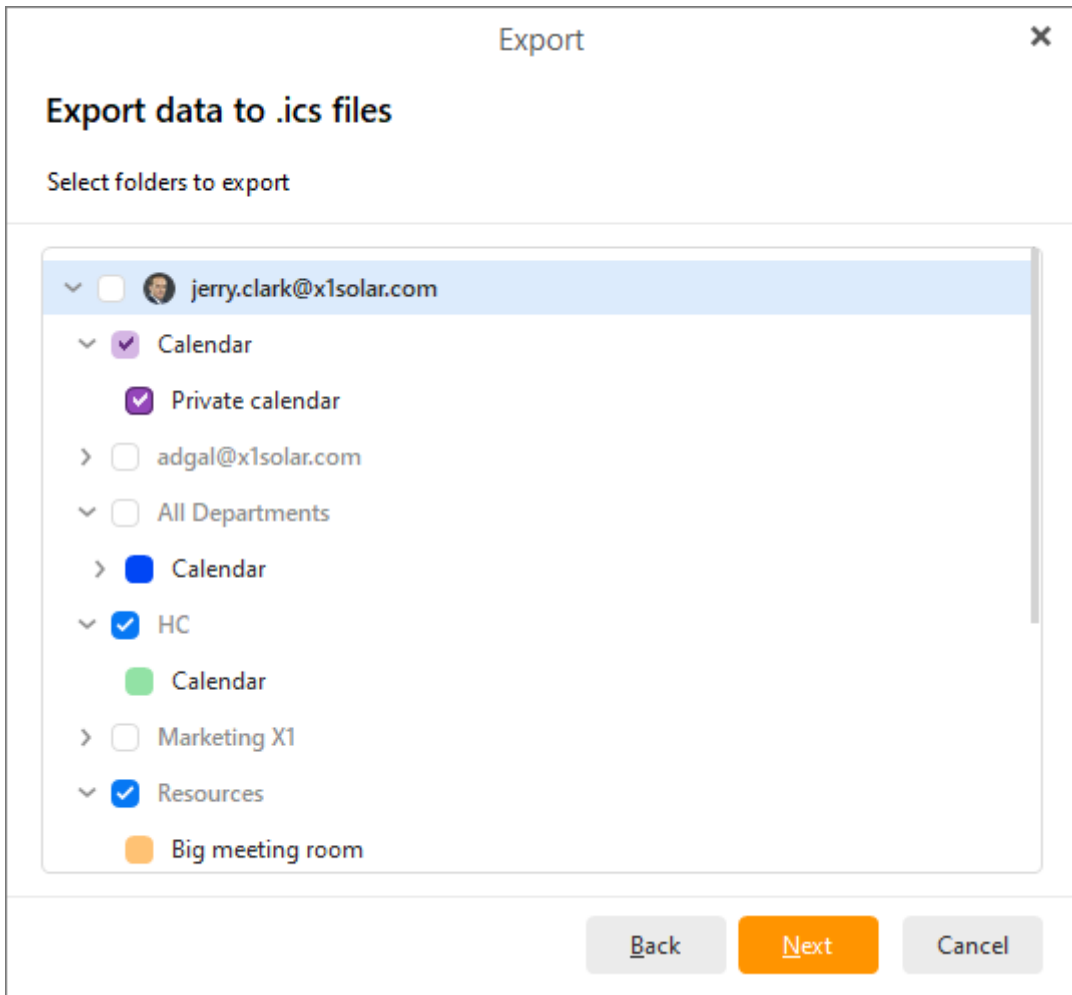 Export
Export data to .ics files
Select folders to export
jerry.clark@x1solar.com
Calendar
Private calendar
adgal@x1solar.com
All Departments
Calendar
HC
Calendar
Marketing X1
Resources
Big meeting room
Back Next Cancel